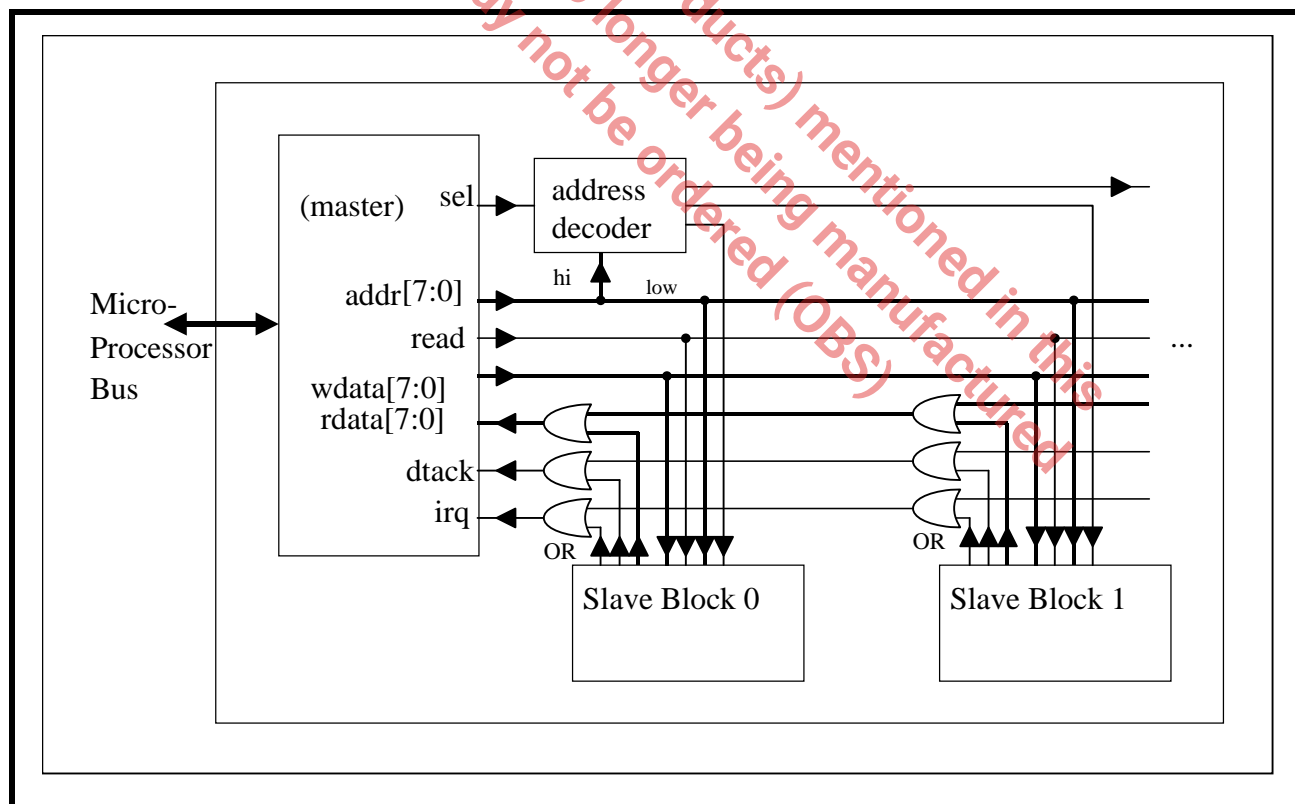 ducts) mentioned in this
longer being manufactured
ay not be ordered (OBS)
(master)
sel
address
decoder
hi
low
addr[7:0]
read
wdata[7:0]
rdata[7:0]
dtack
irq
Micro-
Processor
Bus
...
OR
OR
Slave Block 0
Slave Block 1